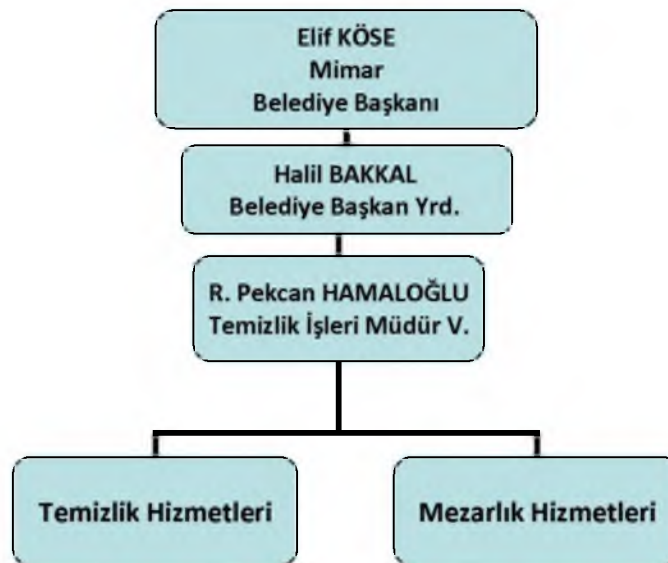 Elif KÖSE
Mimar
Belediye Başkanı
Halil BAKKAL
Belediye Başkan Yrd.
R. Pekcan HAMALOĞLU
Temizlik İşleri Müdür V.
Temizlik Hizmetleri
Mezarlık Hizmetleri